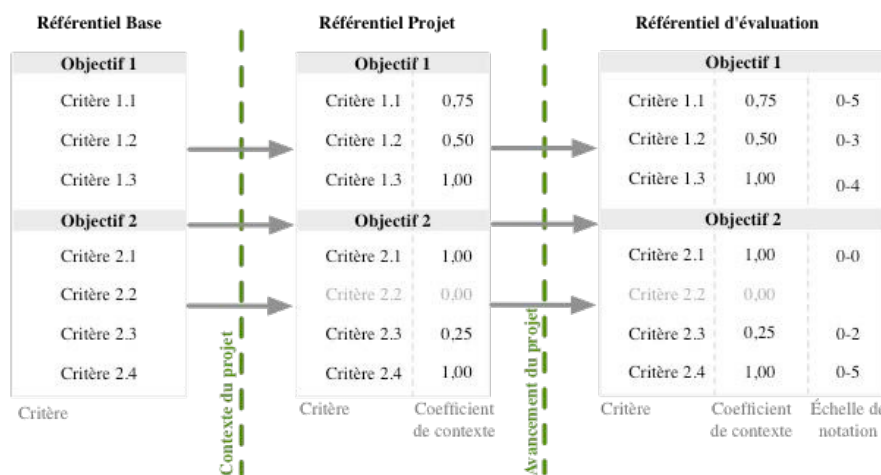 Référentiel Base
Référentiel Projet
Référentiel d'évaluation
Objectif 1
Objectif 1
Objectif 1
Critère 1.1
Critère 1.1 0,75
Critère 1.1 0,75 0-5
Critère 1.2
Critère 1.2 0,50
Critère 1.2 0,50 0-3
Critère 1.3
Critère 1.3 1,00
Critère 1.3 1,00 0-4
Objectif 2
Objectif 2
Objectif 2
Critère 2.1
Critère 2.1 1,00
Critère 2.1 1,00 0-0
Critère 2.2
Critère 2.2 0,00
Critère 2.2 0,00
Critère 2.3
Critère 2.3 0,25
Critère 2.3 0,25 0-2
Critère 2.4
Critère 2.4 1,00
Critère 2.4 1,00 0-5
Critère
Contexte du projet
Critère
Coefficient
de contexte
Avancement du projet
Critère
Coefficient
de contexte
Échelle de
notation